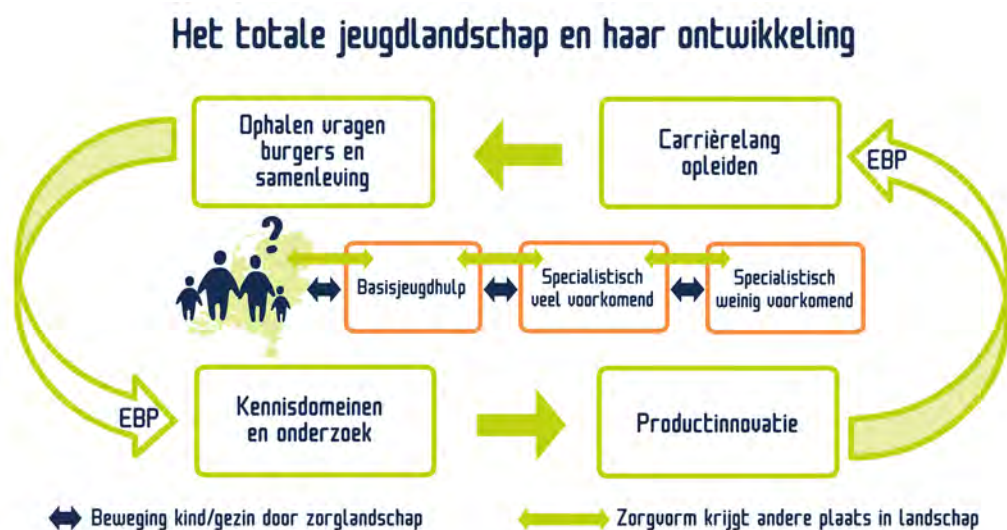 Het totale jeugdlandschap en haar ontwikkeling
Ophalen vragen
burgers en
samenleving
Carrièrelang
opleiden
EBP
?
Basisjeugdhulp
Specialistisch
veel voorkomend
Specialistisch
weinig voorkomend
EBP
Kennisdomeinen
en onderzoek
Productinnovatie
Beweging kind/gezin door zorglandschap
Zorgvorm krijgt andere plaats in landschap